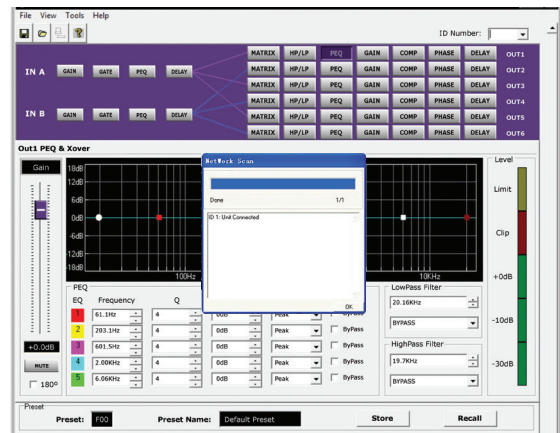 File View Tools Help
ID Number:
MATRIX HP/LP PEQ GAIN COMP PHASE DELAY OUT1
IN A GAIN GATE PEQ DELAY MATRIX HP/LP PEQ GAIN COMP PHASE DELAY OUT2
MATRIX HP/LP PEQ GAIN COMP PHASE DELAY OUT3
MATRIX HP/LP PEQ GAIN COMP PHASE DELAY OUT4
IN B GAIN GATE PEQ DELAY MATRIX HP/LP PEQ GAIN COMP PHASE DELAY OUT5
MATRIX HP/LP PEQ GAIN COMP PHASE DELAY OUT6
Out1 PEQ & Xover
NetWork Scan
Gain
Level
18dB
12dB
6dB
0dB
-6dB
-12dB
-18dB
100Hz
10KHz
Done 1/1
ID 1: Unit Connected
OK
Limit
Clip
+0dB
-10dB
-30dB
PEQ
EQ Frequency Q
1 61.1Hz 4 0dB Peak ByPass
2 203.1Hz 4 0dB Peak ByPass
3 601.5Hz 4 0dB Peak ByPass
4 2.00KHz 4 0dB Peak ByPass
5 6.06KHz 4 0dB Peak ByPass
LowPass Filter
20.16KHz
BYPASS
HighPass Filter
19.7KHz
BYPASS
+0.0dB
MUTE
180°
Preset
Preset: F00 Preset Name: Default Preset Store Recall